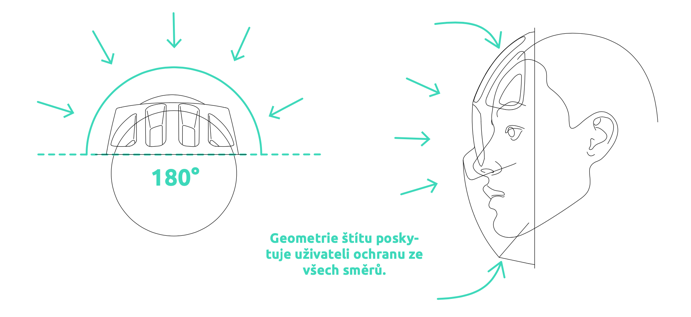 180°
Geometrie štítu posky-
tuje uživateli ochranu ze
všech směrů.